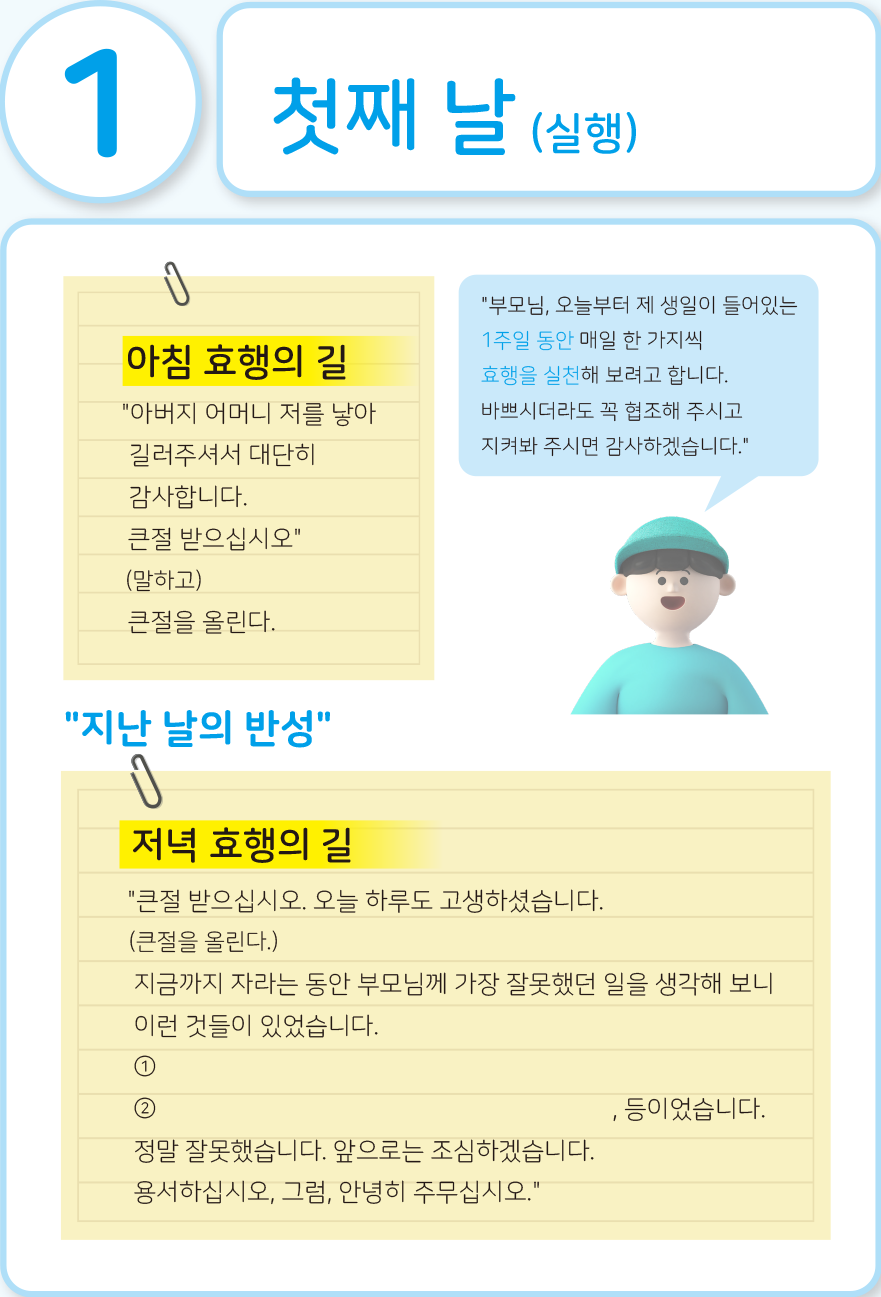 1
첫째 날 (실행)
아침 효행의 길
"아버지 어머니 저를 낳아
길러주셔서 대단히
감사합니다.
큰절 받으십시오"
(말하고)
큰절을 올린다.
"부모님, 오늘부터 제 생일이 들어있는
1주일 동안 매일 한 가지씩
효행을 실천해 보려고 합니다.
바쁘시더라도 꼭 협조해 주시고
지켜봐 주시면 감사하겠습니다."
"지난 날의 반성"
저녁 효행의 길
"큰절 받으십시오. 오늘 하루도 고생하셨습니다.
(큰절을 올린다.)
지금까지 자라는 동안 부모님께 가장 잘못했던 일을 생각해 보니
이런 것들이 있었습니다.
①
② , 등이었습니다.
정말 잘못했습니다. 앞으로는 조심하겠습니다.
용서하십시오, 그럼, 안녕히 주무십시오."